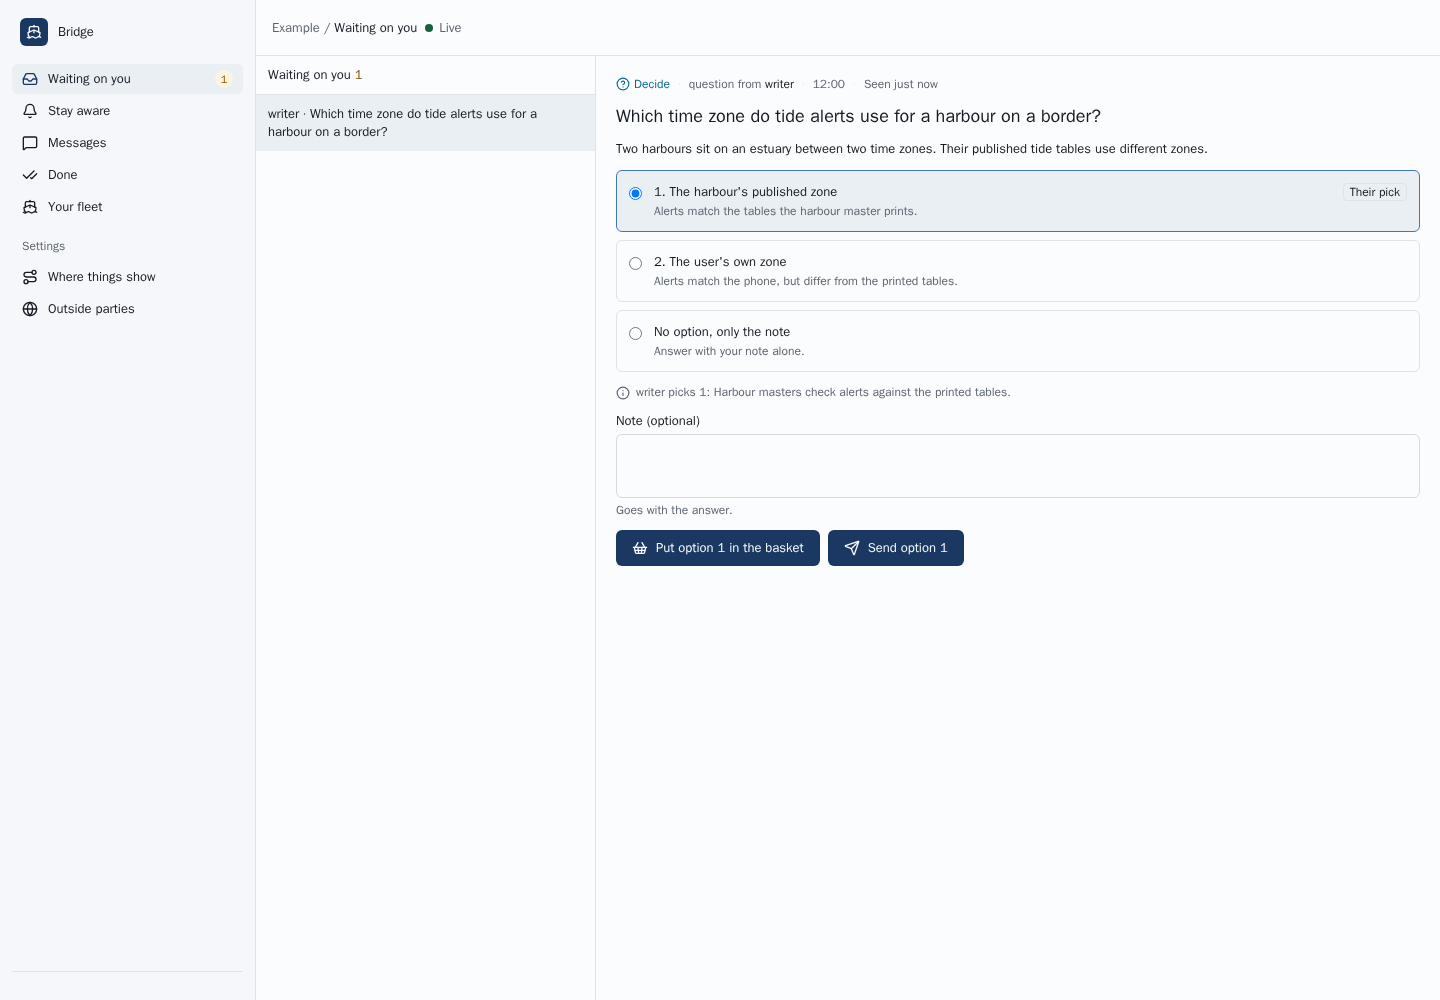 Bridge
Waiting on you 1
Stay aware
Messages
Done
Your fleet
Settings
Where things show
Outside parties
Example / Waiting on you Live
Waiting on you 1
writer · Which time zone do tide alerts use for a
harbour on a border?
Decide · question from writer · 12:00 · Seen just now
Which time zone do tide alerts use for a harbour on a border?
Two harbours sit on an estuary between two time zones. Their published tide tables use different zones.
1. The harbour's published zone Their pick
Alerts match the tables the harbour master prints.
2. The user's own zone
Alerts match the phone, but differ from the printed tables.
No option, only the note
Answer with your note alone.
writer picks 1: Harbour masters check alerts against the printed tables.
Note (optional)
Goes with the answer.
Put option 1 in the basket Send option 1